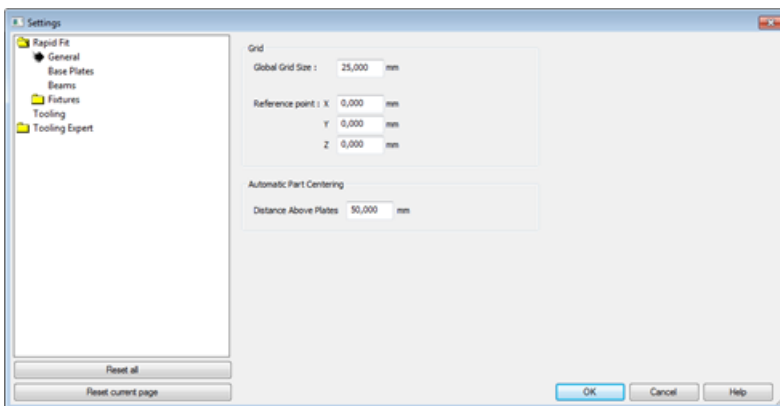 Settings
Rapid Fit
General
Base Plates
Beams
Fixtures
Tooling
Tooling Expert
Reset all
Reset current page
Grid
Global Grid Size : 25,000 mm
Reference point : X 0,000 mm
Y 0,000 mm
Z 0,000 mm
Automatic Part Centering
Distance Above Plates 50,000 mm
OK Cancel Help